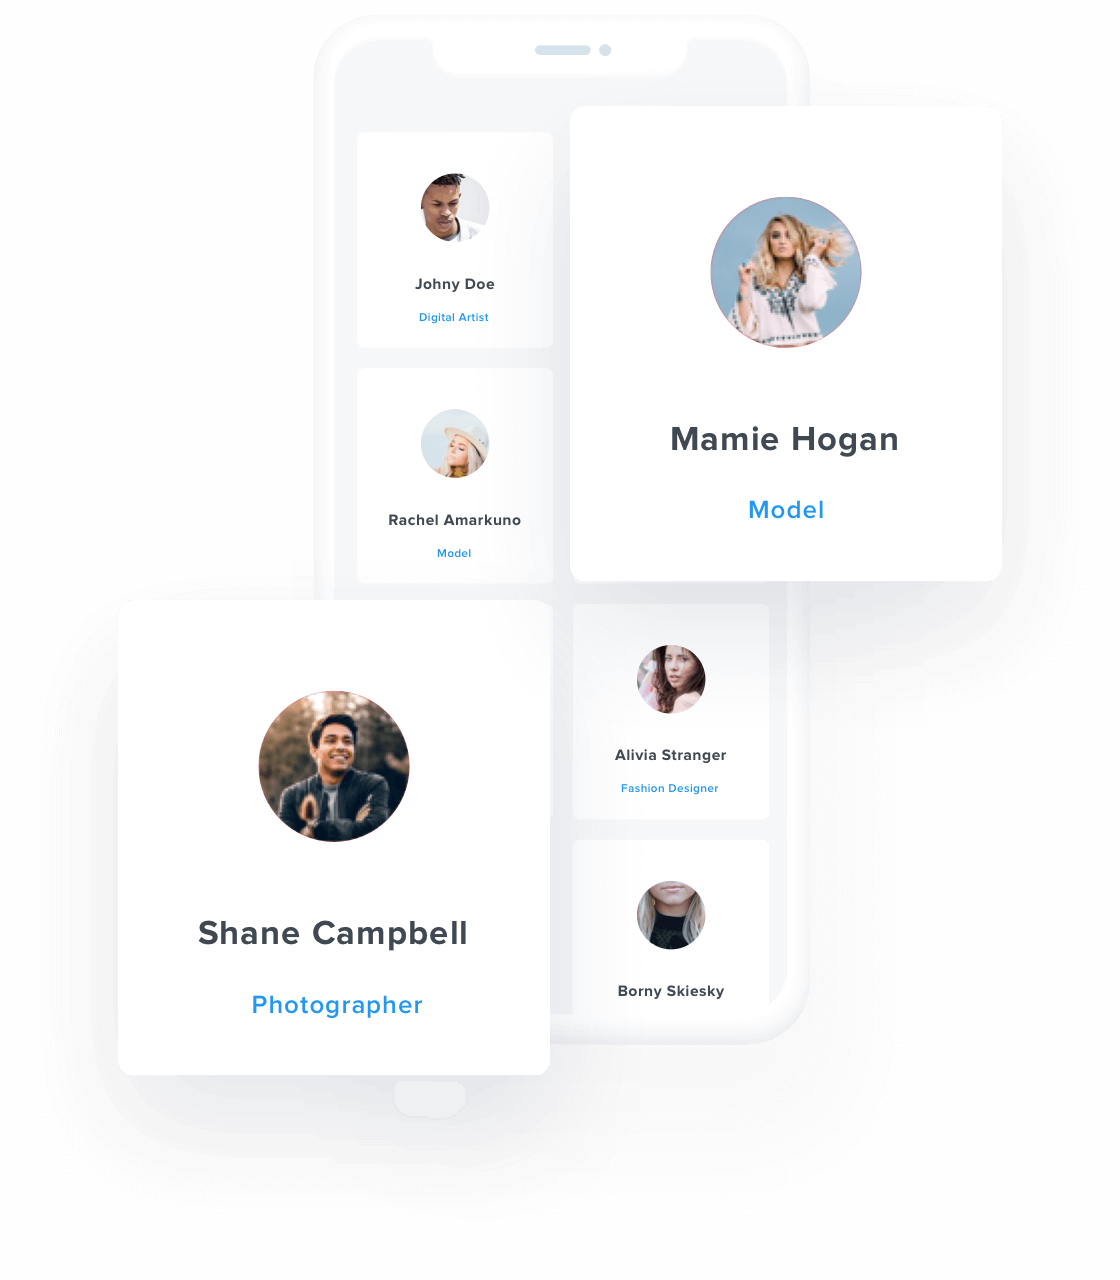 Johny Doe
Digital Artist
Mamie Hogan
Model
Rachel Amarkuno
Model
Shane Campbell
Photographer
Alivia Stranger
Fashion Designer
Borny Skiesky